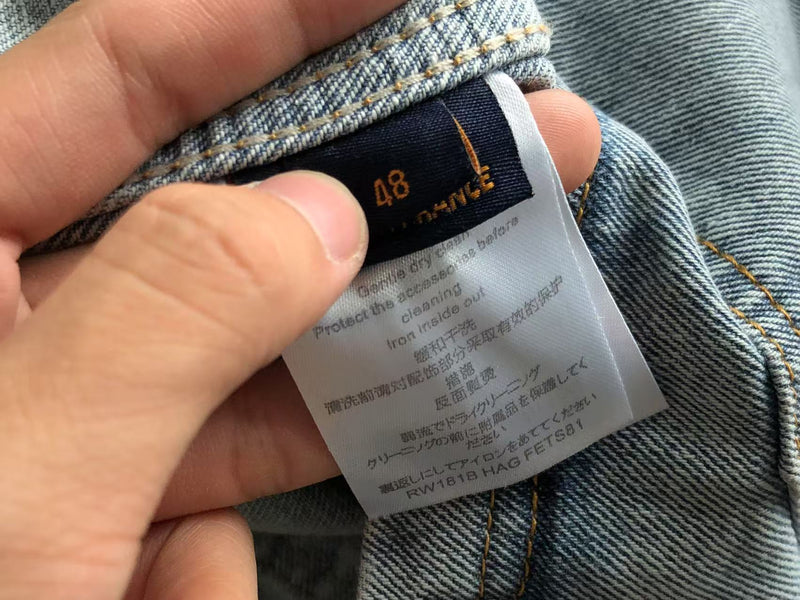 48
Gentle dry clean
Protect the accessories before
cleaning
Iron inside out
缓和干洗
清洗前请对配饰部分采取有效的保护
措施
反面熨烫
弱流でドライクリーニング
クリーニングの前に附属品を保護してく
ださい
裏返しにしてアイロンをあててください
RW181B HAG FETS81